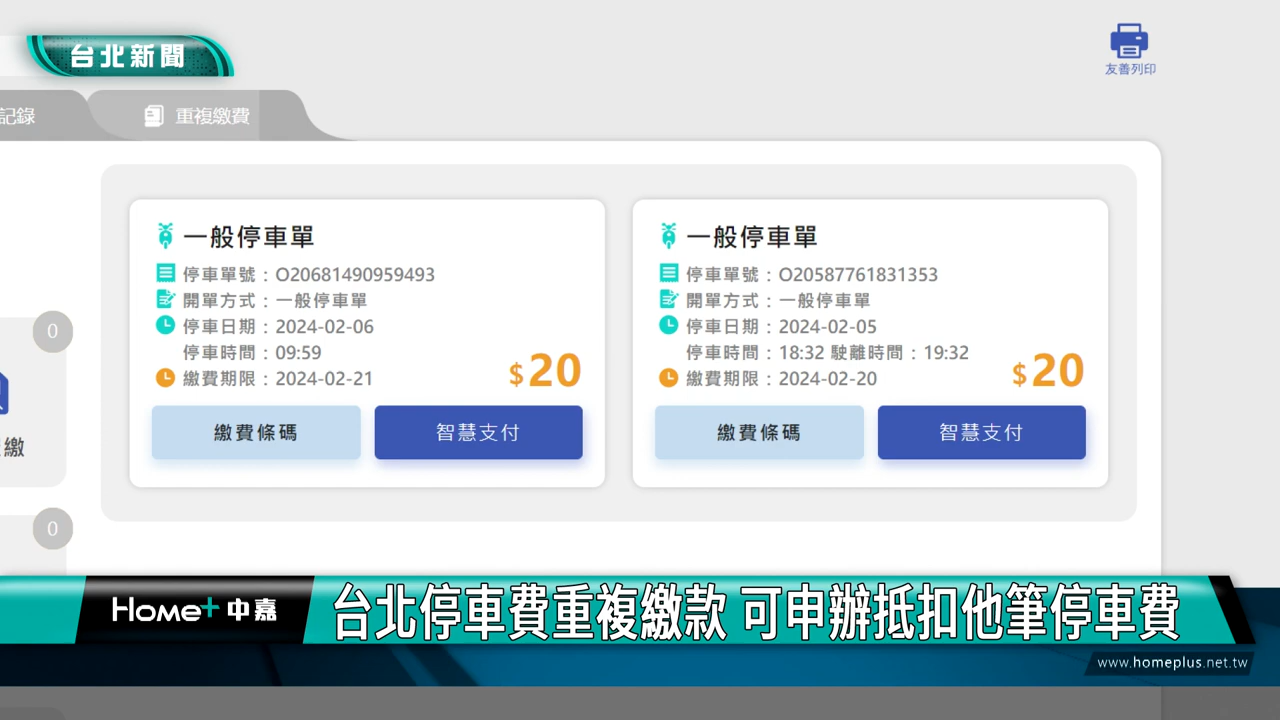 台北新聞
友善列印
記錄
重複繳費
一般停車單
停車單號：O20681490959493
開單方式：一般停車單
停車日期：2024-02-06
停車時間：09:59
繳費期限：2024-02-21
$20
繳費條碼
智慧支付
一般停車單
停車單號：O20587761831353
開單方式：一般停車單
停車日期：2024-02-05
停車時間：18:32 駛離時間：19:32
繳費期限：2024-02-20
$20
繳費條碼
智慧支付
0
繳
0
Home+ 中嘉
台北停車費重複繳款 可申辦抵扣他筆停車費
www.homeplus.net.tw